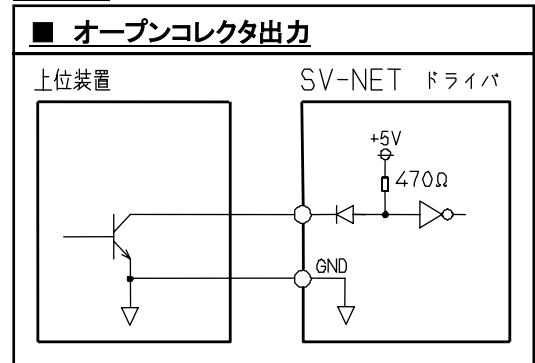 ■ オープンコレクタ出力
上位装置
SV-NET ドライバ
+5V
470Ω
GND